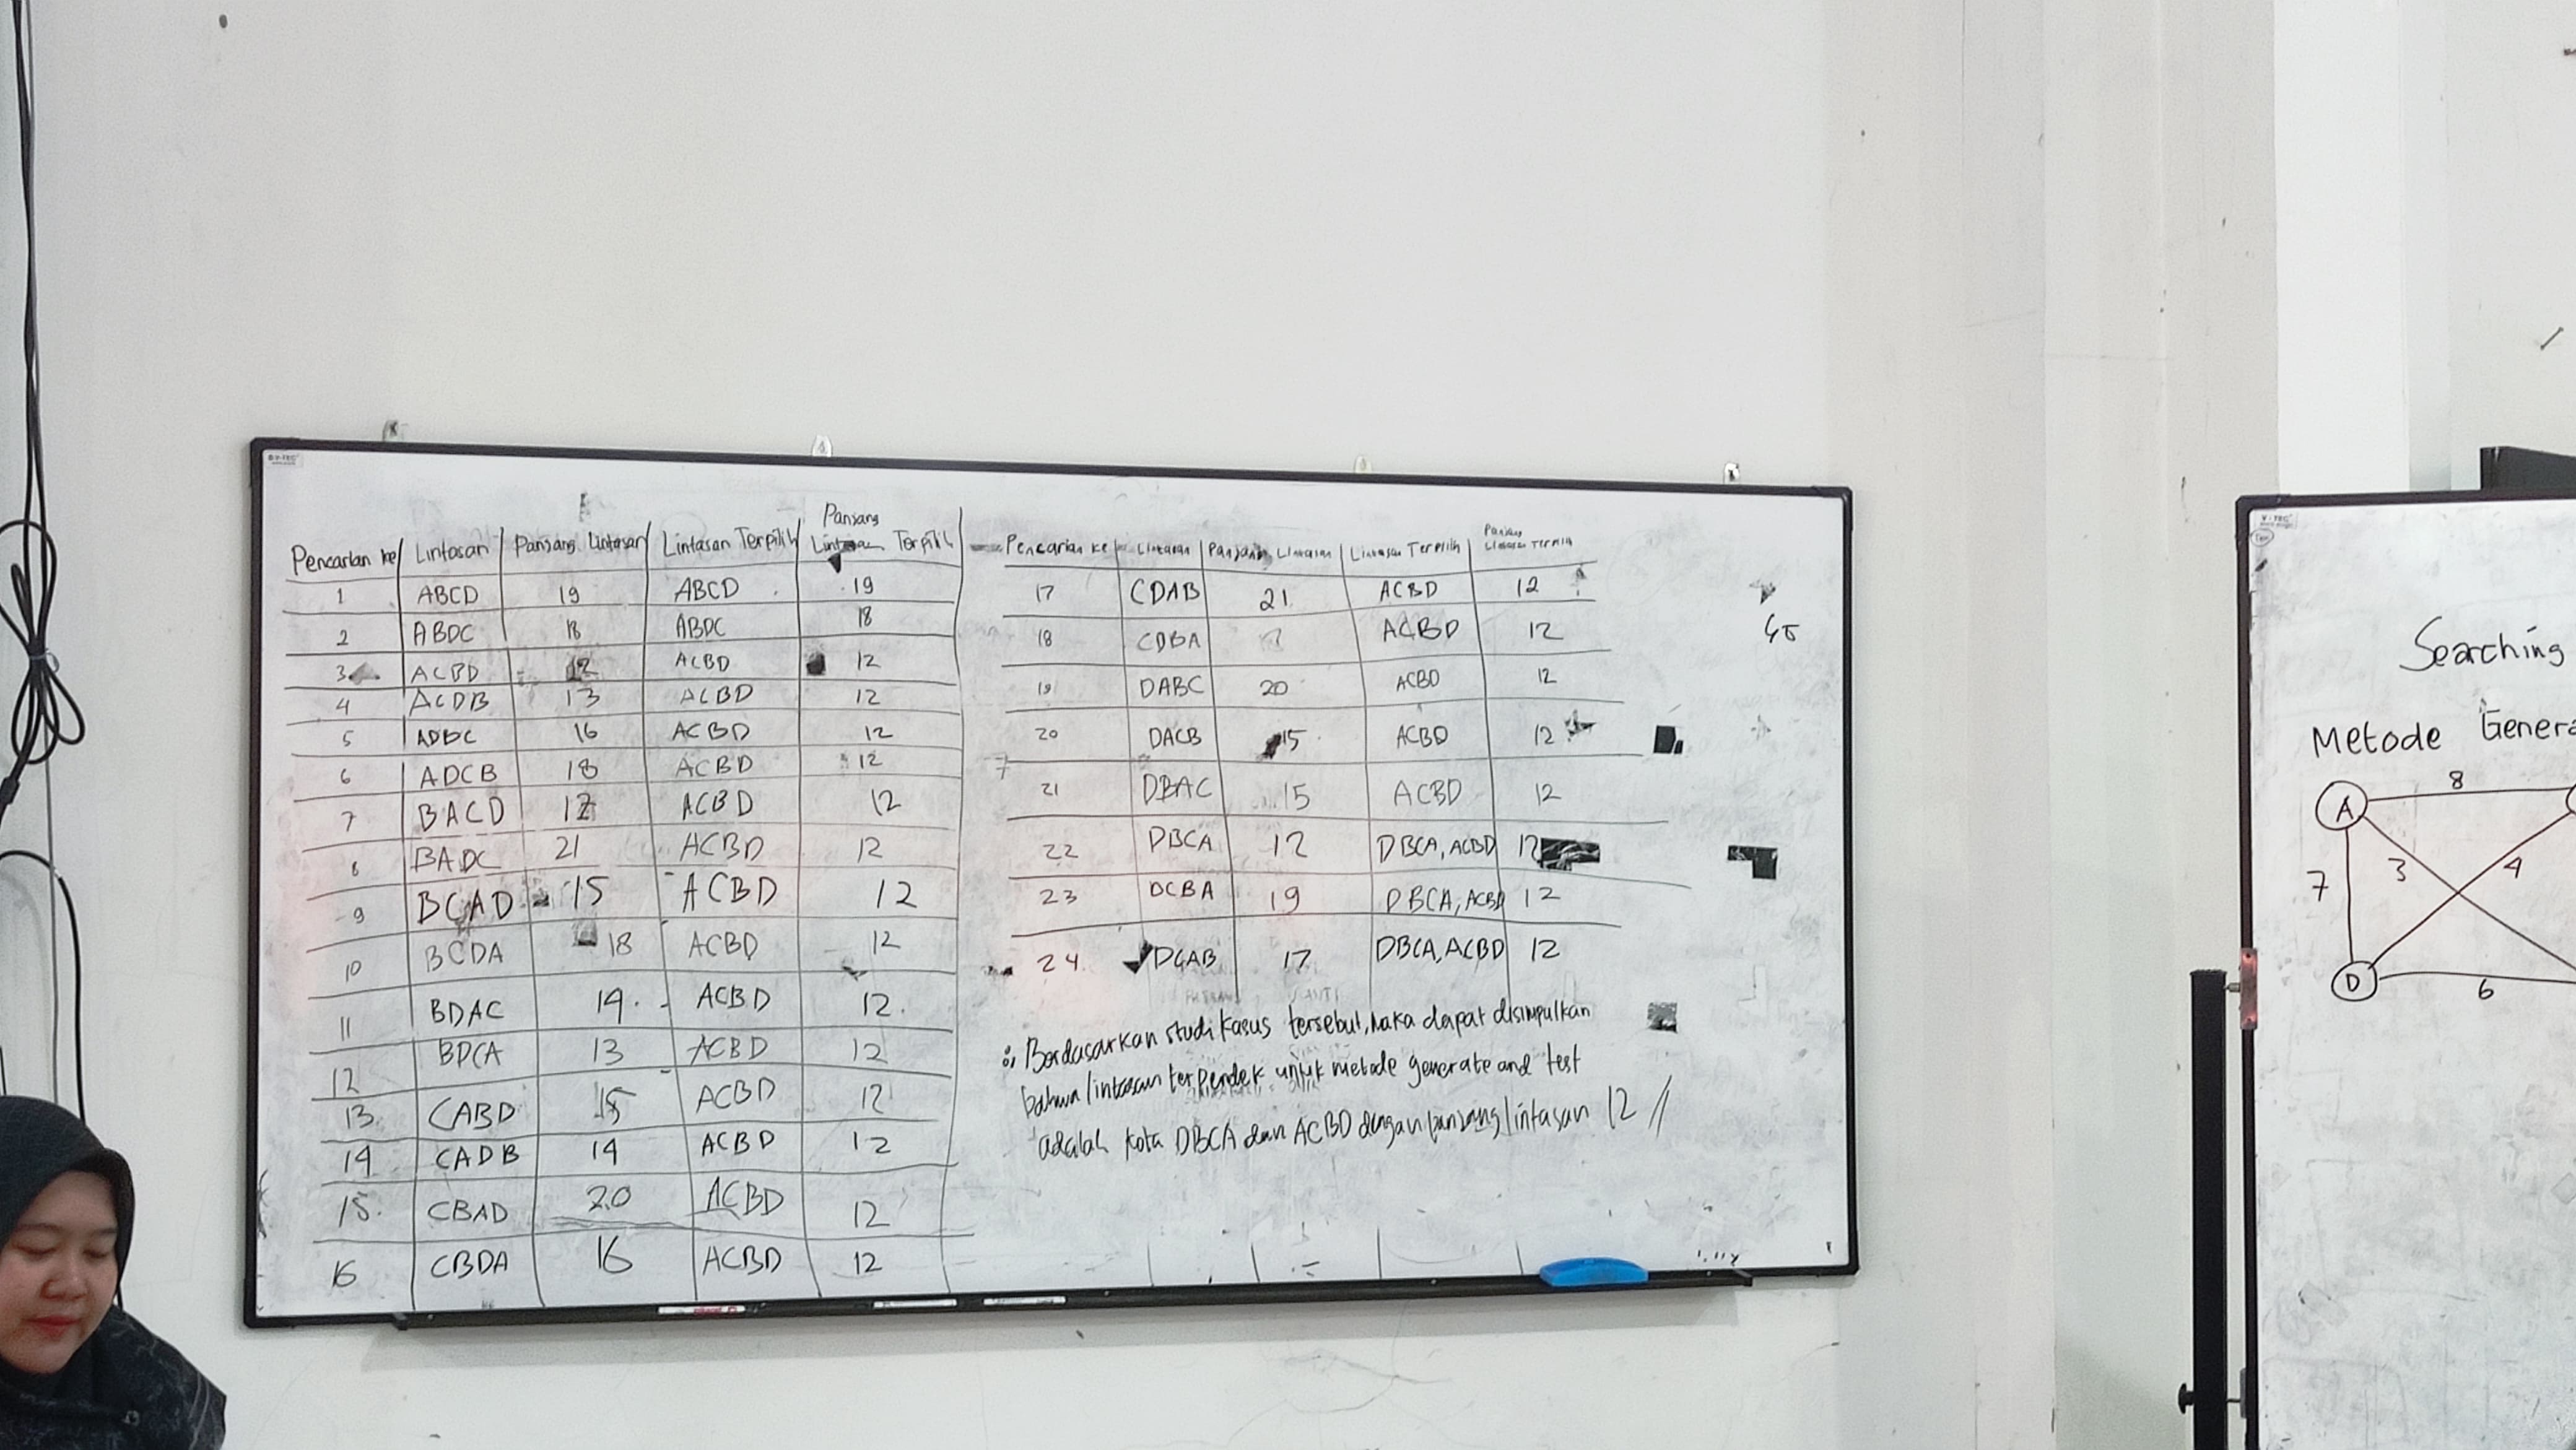 Pencarian ke | Lintasan | Panjang Lintasan | Lintasan Terpilih | Panjang Lintasan Terpilih
1 | ABCD | 19 | ABCD | 19
2 | ABDC | 18 | ABDC | 18
3 | ACBD | 12 | ACBD | 12
4 | ACDB | 13 | ACBD | 12
5 | ADBC | 16 | ACBD | 12
6 | ADCB | 18 | ACBD | 12
7 | BACD | 17 | ACBD | 12
8 | BADC | 21 | ACBD | 12
9 | BCAD | 15 | ACBD | 12
10 | BCDA | 18 | ACBD | 12
11 | BDAC | 14 | ACBD | 12
12 | BDCA | 13 | ACBD | 12
13. | CABD | 15 | ACBD | 12
14 | CADB | 14 | ACBD | 12
15. | CBAD | 20 | ACBD | 12
16 | CBDA | 16 | ACBD | 12
Pencarian ke | Lintasan | Panjang Lintasan | Lintasan Terpilih | Panjang Lintasan Terpilih
17 | CDAB | 21 | ACBD | 12
18 | CDBA | ACBD | 12
19 | DABC | 20 | ACBD | 12
20 | DACB | 15 | ACBD | 12
21 | DBAC | 15 | ACBD | 12
22 | DBCA | 12 | DBCA, ACBD | 12
23 | DCBA | 19 | DBCA, ACBD | 12
24 | DCAB | 17 | DBCA, ACBD | 12
∴ Berdasarkan studi kasus tersebut, maka dapat disimpulkan
bahwa lintasan terpendek untuk metode generate and test
adalah kota DBCA dan ACBD dengan panjang lintasan 12 //
Searching
Metode Genera
A 8
7 3 4
D 6